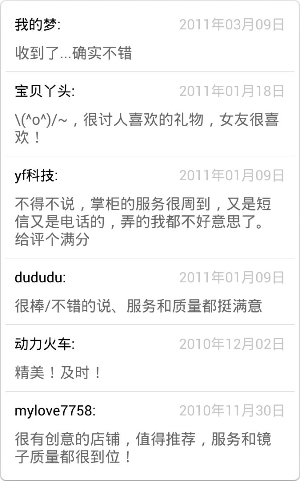 我的梦: 2011年03月09日
收到了...确实不错
宝贝丫头: 2011年01月18日
\(^o^)/~，很讨人喜欢的礼物，女友很喜
欢！
yf科技: 2011年01月09日
不得不说，掌柜的服务很周到，又是短
信又是电话的，弄的我都不好意思了。
给评个满分
dududu: 2011年01月09日
很棒/不错的说、服务和质量都挺满意
动力火车: 2010年12月02日
精美！及时！
mylove7758: 2010年11月30日
很有创意的店铺，值得推荐，服务和镜
子质量都很到位！